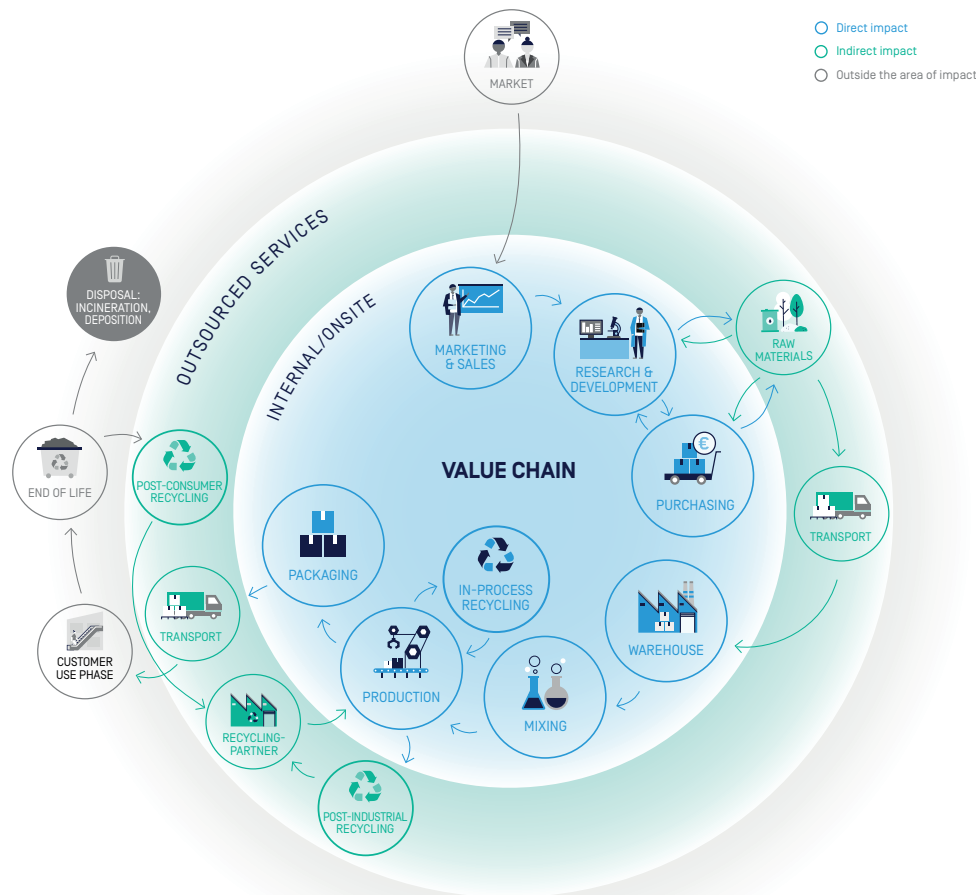 MARKET
Direct impact
Indirect impact
Outside the area of impact
OUTSOURCED SERVICES
INTERNAL/ONSITE
DISPOSAL:
INCINERATION,
DEPOSITION
MARKETING
& SALES
RESEARCH &
DEVELOPMENT
RAW
MATERIALS
VALUE CHAIN
END OF LIFE
POST-CONSUMER
RECYCLING
€
PURCHASING
TRANSPORT
PACKAGING
IN-PROCESS
RECYCLING
TRANSPORT
WAREHOUSE
CUSTOMER
USE PHASE
PRODUCTION
MIXING
RECYCLING-
PARTNER
POST-INDUSTRIAL
RECYCLING